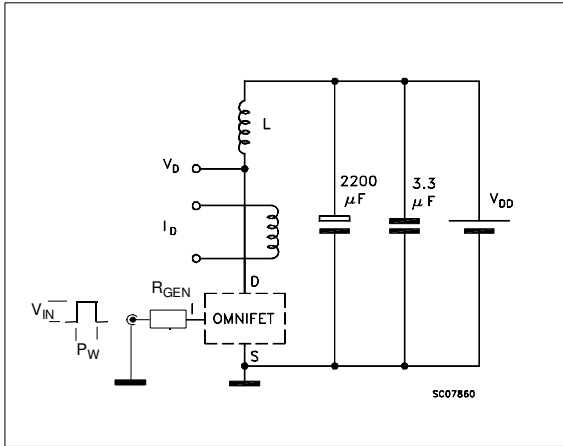 L
V_D
2200
μF
3.3
μF
V_DD
I_D
D
R_GEN
I
V_IN
OMNIFET
P_W
S
SC07860